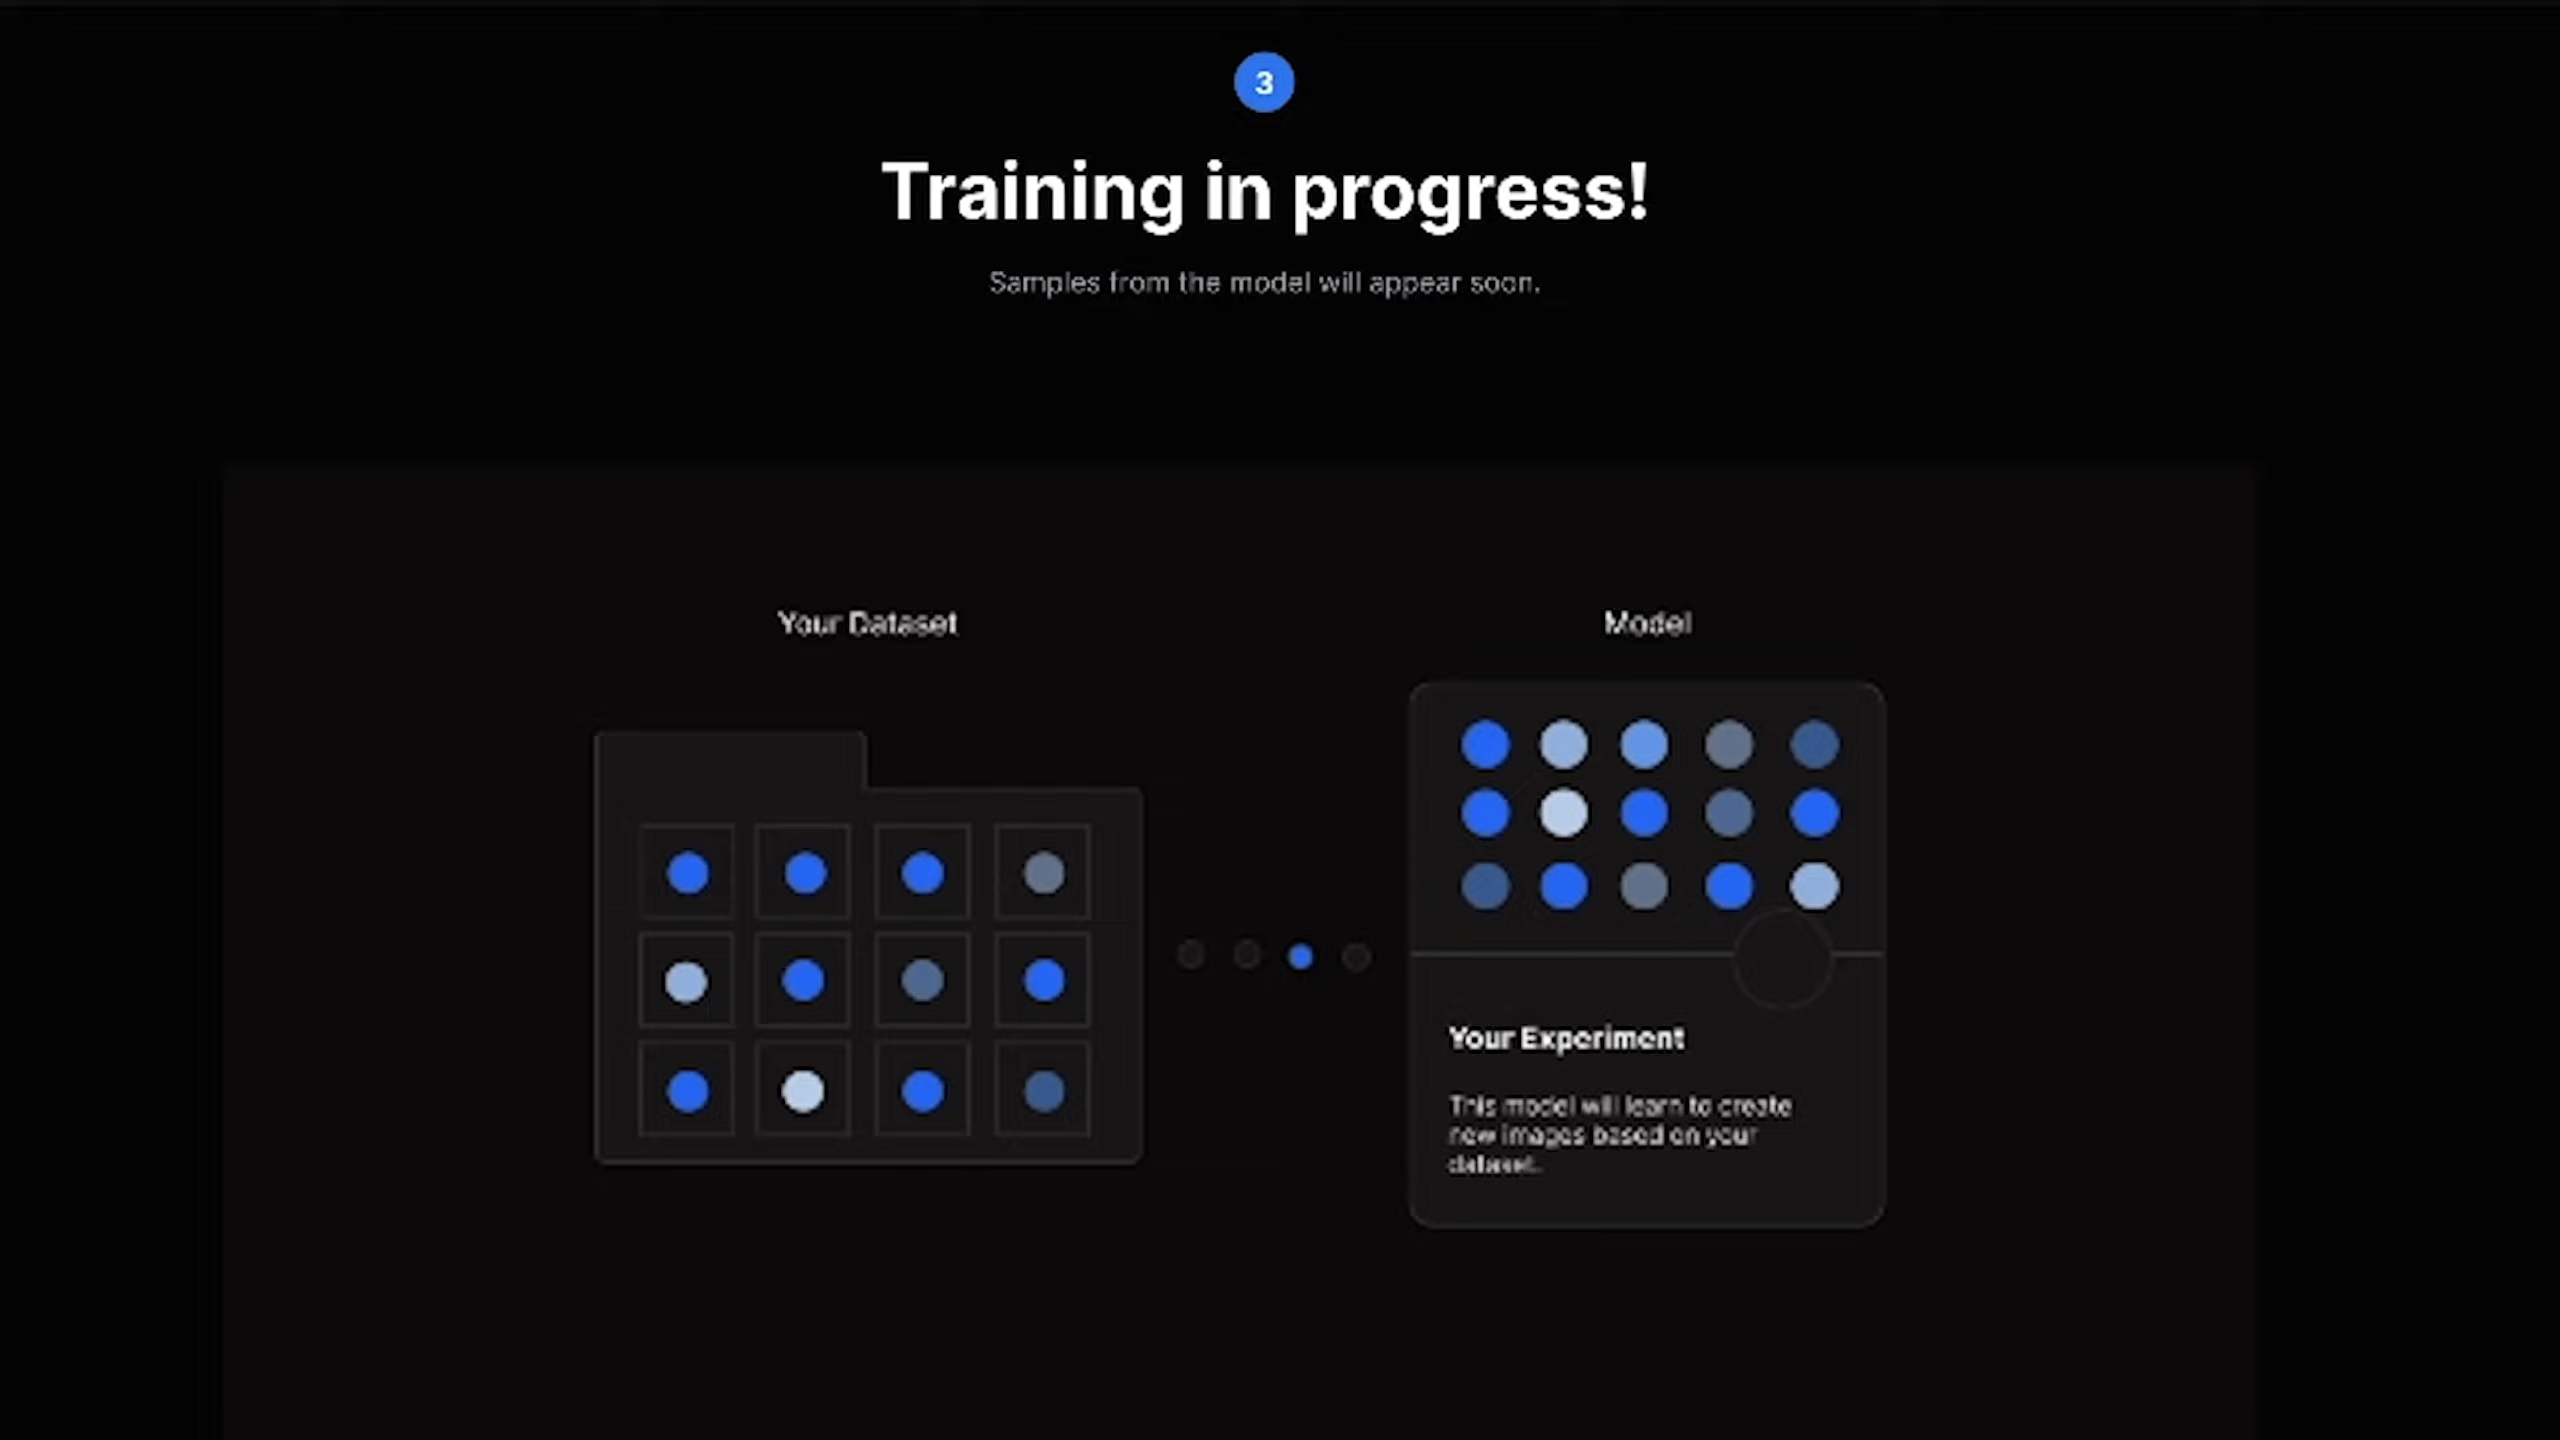 3
Training in progress!
Samples from the model will appear soon.
Your Dataset
Model
Your Experiment
This model will learn to create
new images based on your
dataset.